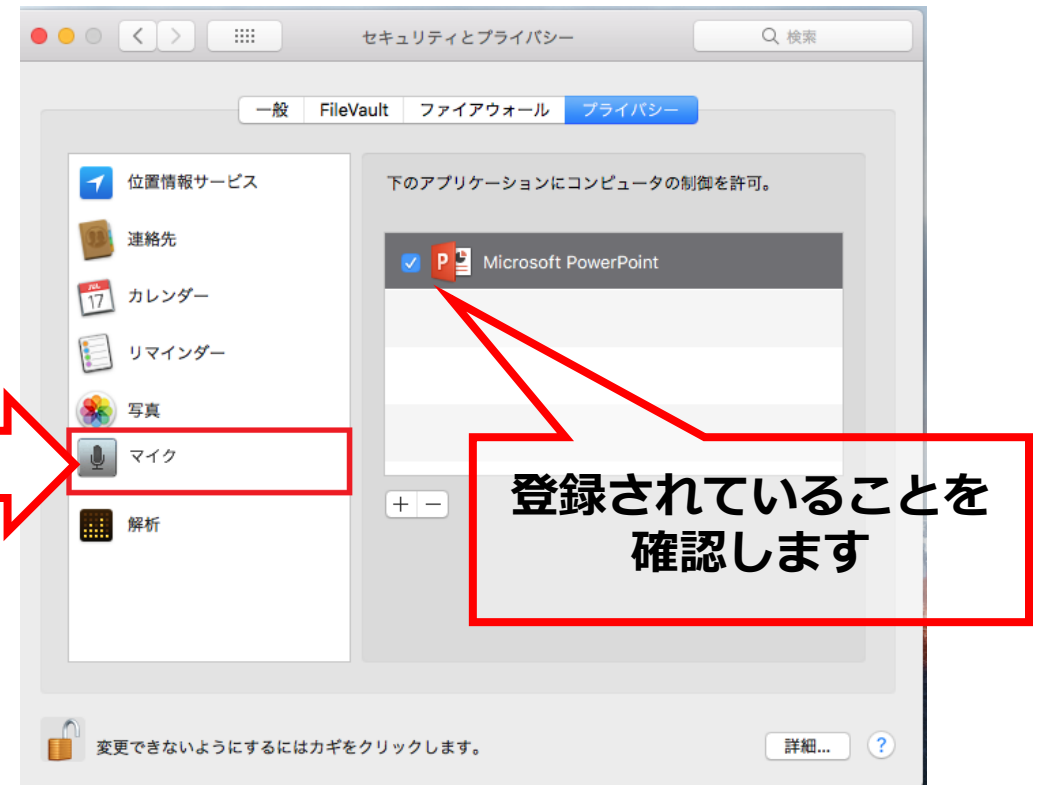 セキュリティとプライバシー
検索
一般
FileVault
ファイアウォール
プライバシー
位置情報サービス
連絡先
JUL
17
カレンダー
リマインダー
写真
マイク
解析
下のアプリケーションにコンピュータの制御を許可。
P
Microsoft PowerPoint
+ −
登録されていることを
確認します
変更できないようにするにはカギをクリックします。
詳細...
?